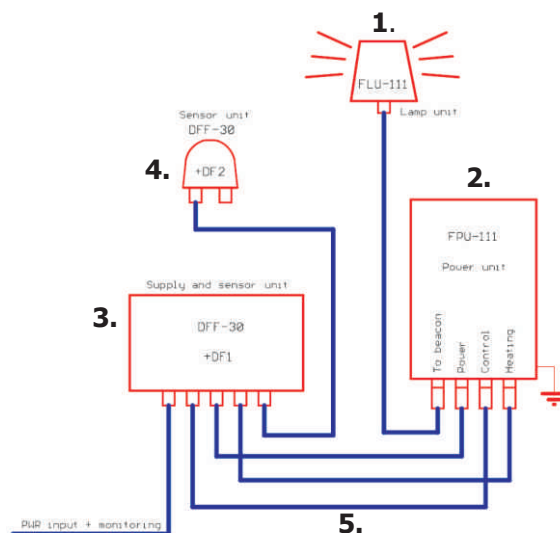 1.
FLU-111
Lamp unit
Sensor unit
DFF-30
4.
+DF2
2.
FPU-111
Power unit
To beacon
Power
Control
Heating
Supply and sensor unit
3.
DFF-30
+DF1
PWR input + monitoring
5.